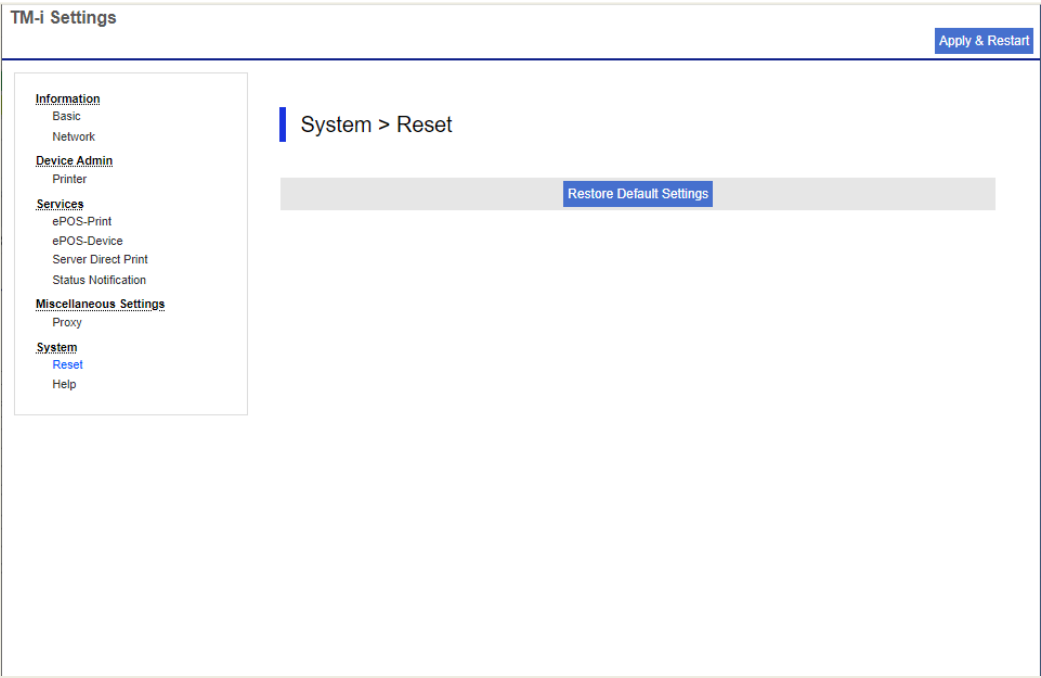 TM-i Settings
Apply & Restart
Information
Basic
Network
Device Admin
Printer
Services
ePOS-Print
ePOS-Device
Server Direct Print
Status Notification
Miscellaneous Settings
Proxy
System
Reset
Help
System > Reset
Restore Default Settings